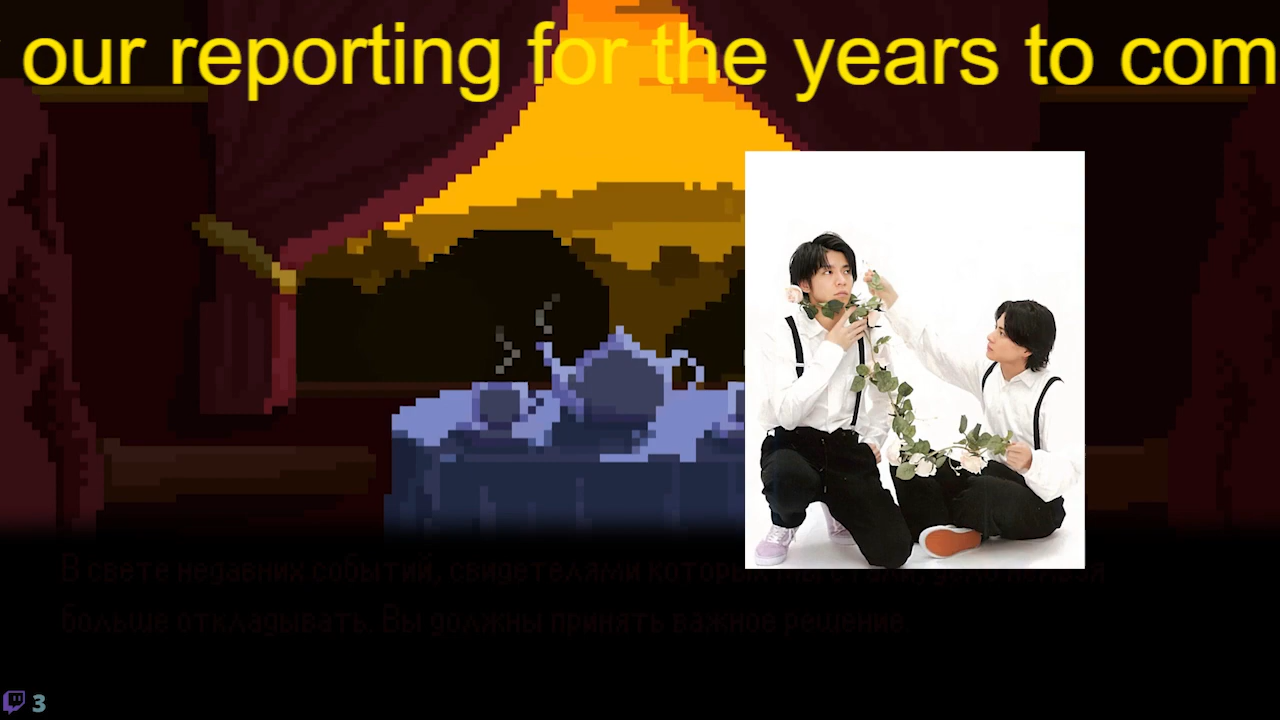 our reporting for the years to com
В свете недавних событий, свидетелями которых
больше откладывать. Вы должны принять важное решение.
3